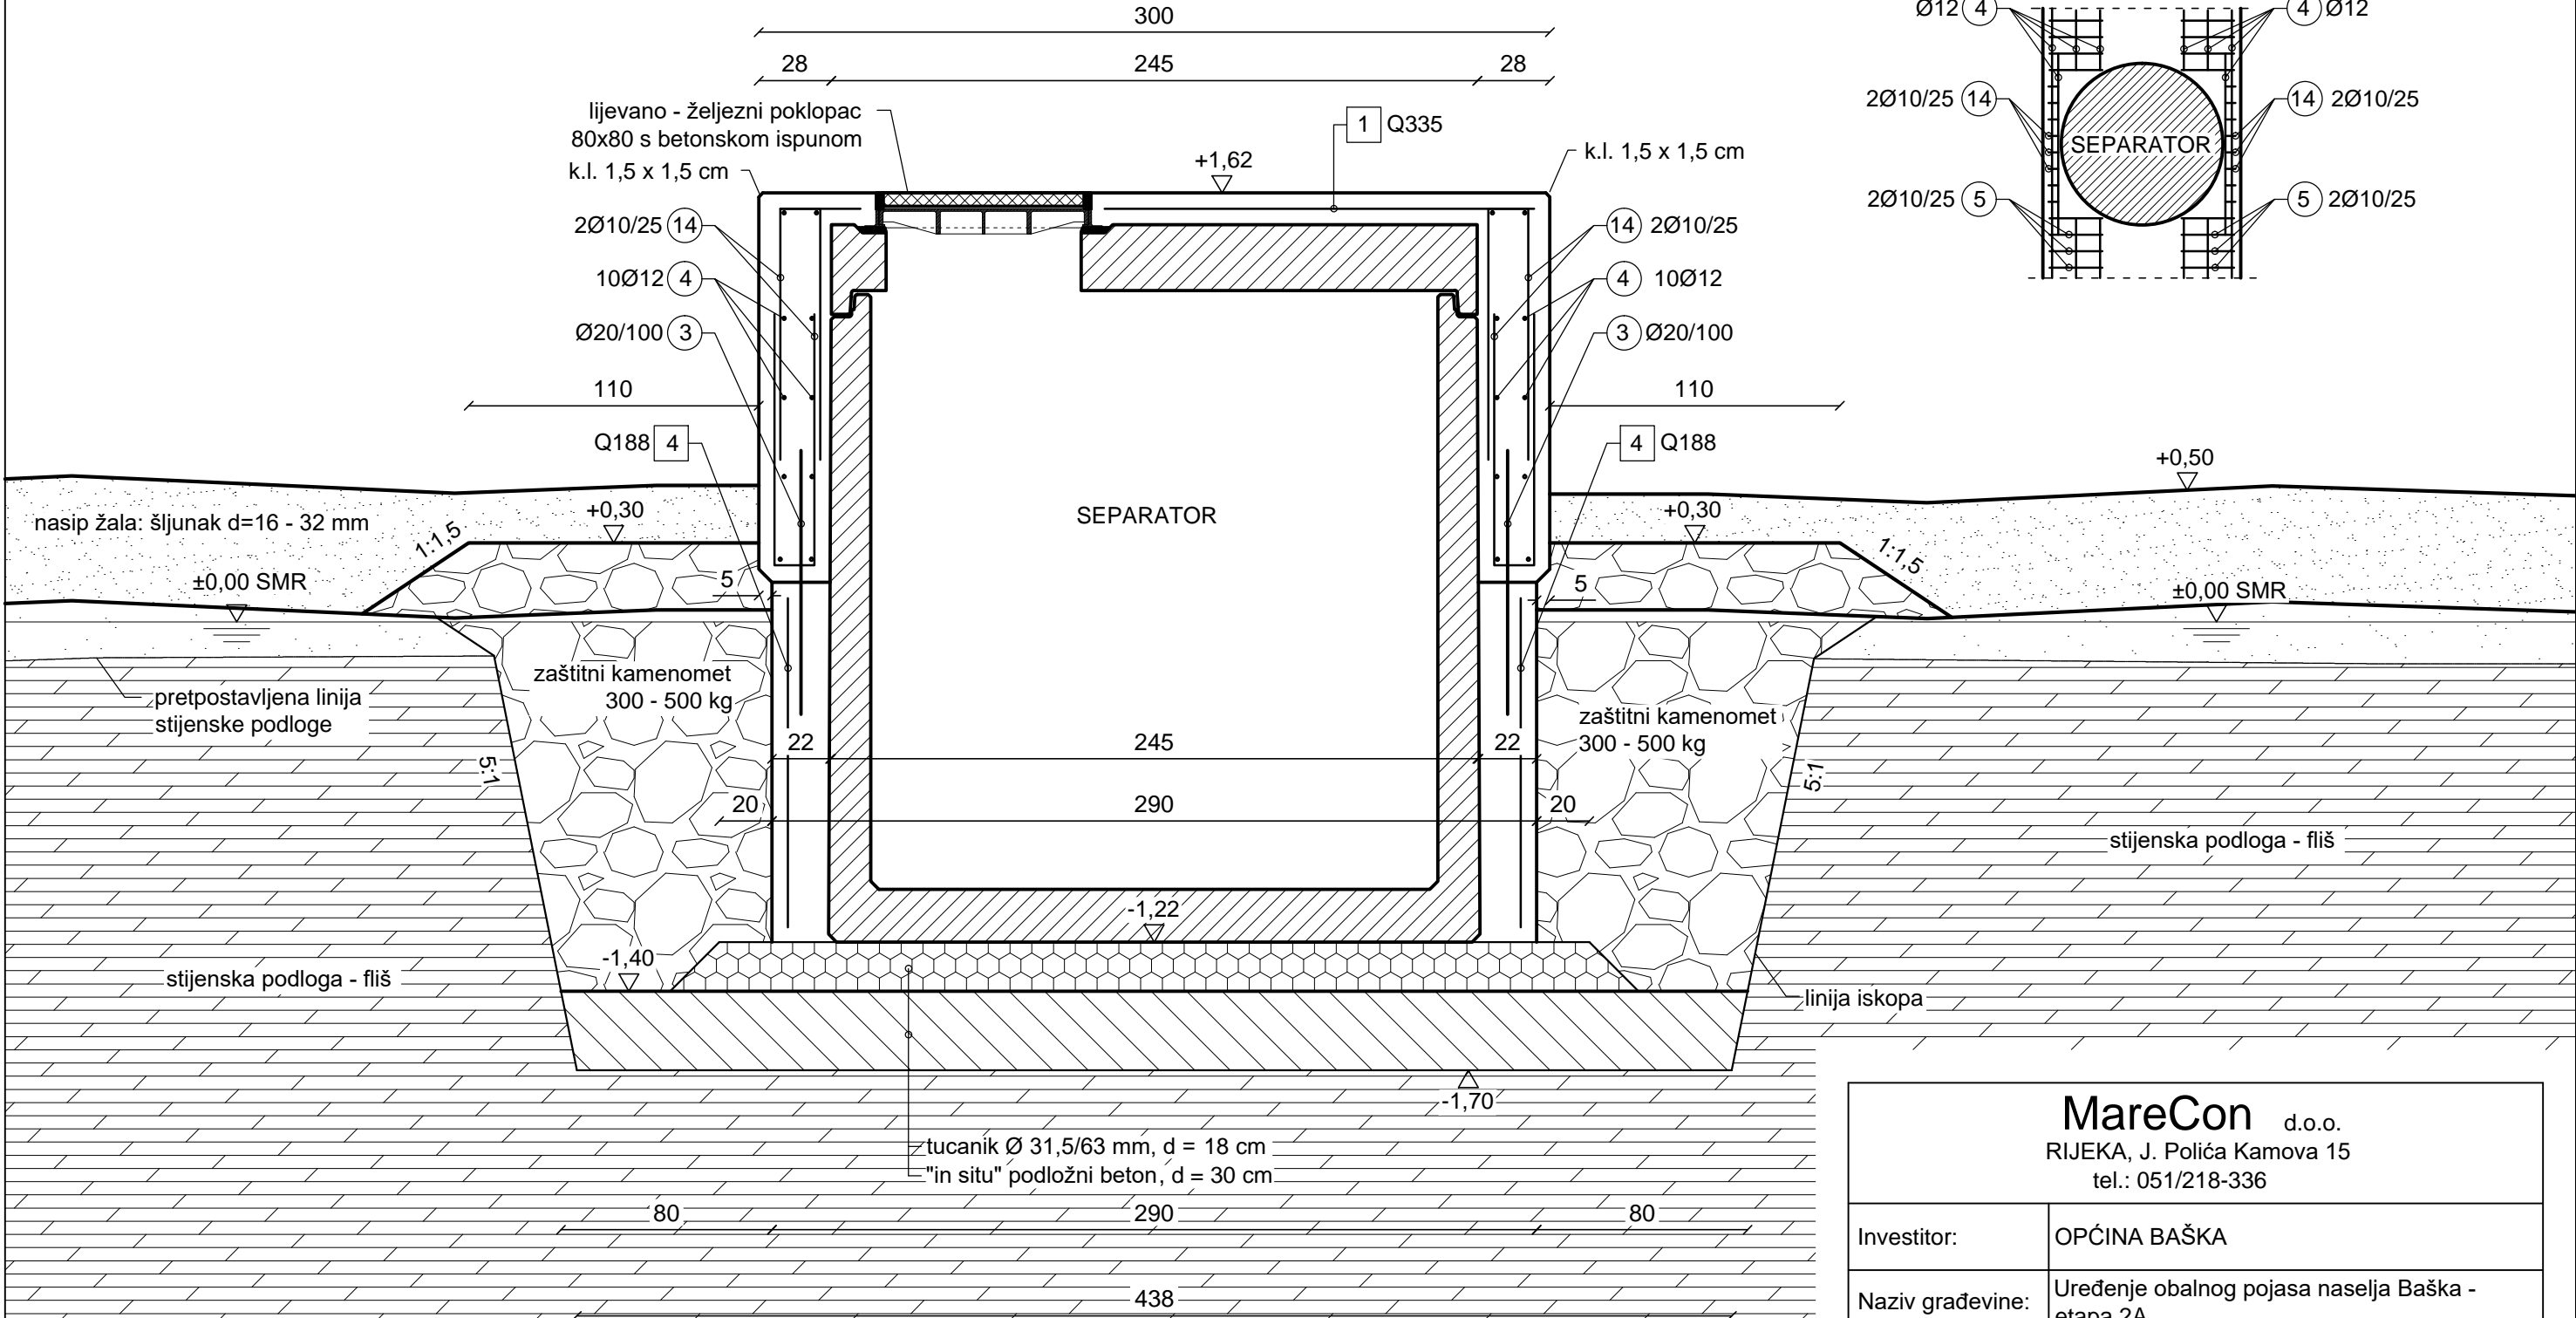 300
28
245
28
Ø12 4
4 Ø12
2Ø10/25 14
14 2Ø10/25
SEPARATOR
2Ø10/25 5
5 2Ø10/25
lijevano - željezni poklopac
80x80 s betonskom ispunom
k.l. 1,5 x 1,5 cm
1 Q335
+1,62
k.l. 1,5 x 1,5 cm
2Ø10/25 14
14 2Ø10/25
10Ø12 4
4 10Ø12
Ø20/100 3
3 Ø20/100
110
110
Q188 4
4 Q188
+0,50
nasip žala: šljunak d=16 - 32 mm
+0,30
SEPARATOR
+0,30
1:1,5
1:1,5
±0,00 SMR
5
5
±0,00 SMR
zaštitni kamenomet
300 - 500 kg
pretpostavljena linija
stijenske podloge
zaštitni kamenomet
300 - 500 kg
22
245
22
5:1
5:1
20
290
20
stijenska podloga - fliš
-1,22
-1,40
stijenska podloga - fliš
linija iskopa
-1,70
tucanik Ø 31,5/63 mm, d = 18 cm
"in situ" podložni beton, d = 30 cm
80
290
80
438
MareCon d.o.o.
RIJEKA, J. Polića Kamova 15
tel.: 051/218-336
Investitor:
OPĆINA BAŠKA
Naziv građevine:
Uređenje obalnog pojasa naselja Baška -
etapa 2A